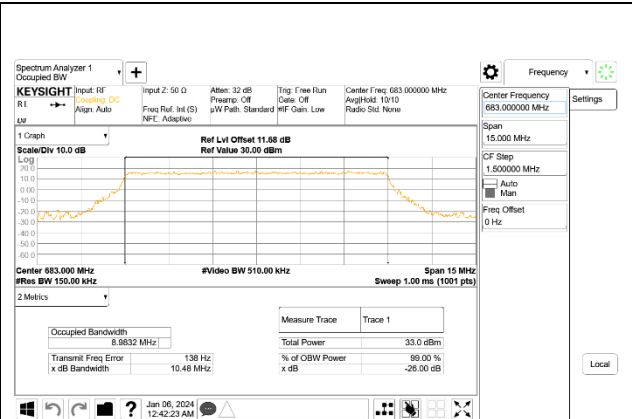 Spectrum Analyzer 1
Occupied BW
Frequency
KEYSIGHT Input: RF Input Z: 50 Ω Atten: 32 dB Trig: Free Run Center Freq: 683.000000 MHz
Coupling: DC Preamp: Off Gate: Off Avg|Hold: 10/10
Align: Auto Freq Ref: Int (S) µW Path: Standard #IF Gain: Low Radio Std: None
NFE: Adaptive
Center Frequency
683.000000 MHz
Settings
Span
15.000 MHz
CF Step
1.500000 MHz
Auto
Man
Freq Offset
0 Hz
1 Graph
Scale/Div 10.0 dB
Ref Lvl Offset 11.68 dB
Ref Value 30.00 dBm
Log
20.0
10.0
0.00
-10.0
-20.0
-30.0
-40.0
-50.0
-60.0
Center 683.000 MHz #Video BW 510.00 kHz Span 15 MHz
#Res BW 150.00 kHz Sweep 1.00 ms (1001 pts)
2 Metrics
Measure Trace Trace 1
Occupied Bandwidth
8.9832 MHz
Total Power 33.0 dBm
Transmit Freq Error 138 Hz % of OBW Power 99.00 %
x dB Bandwidth 10.48 MHz x dB -26.00 dB
Local
Jan 06, 2024
12:42:23 AM